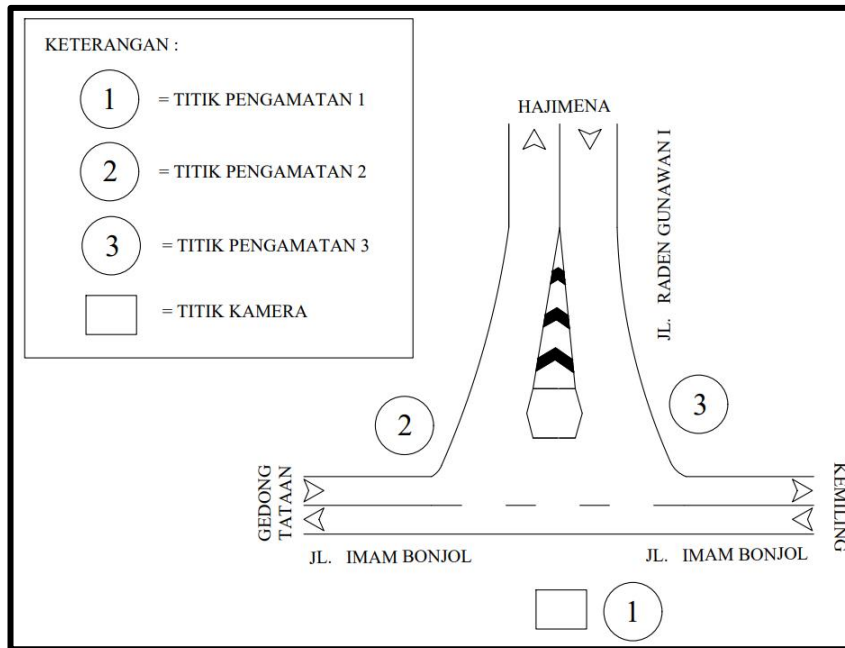 KETERANGAN :
1 = TITIK PENGAMATAN 1
2 = TITIK PENGAMATAN 2
3 = TITIK PENGAMATAN 3
= TITIK KAMERA
HAJIMENA
JL. RADEN GUNAWAN I
2
3
GEDONG
TATAAN
KEMILING
JL. IMAM BONJOL
JL. IMAM BONJOL
1